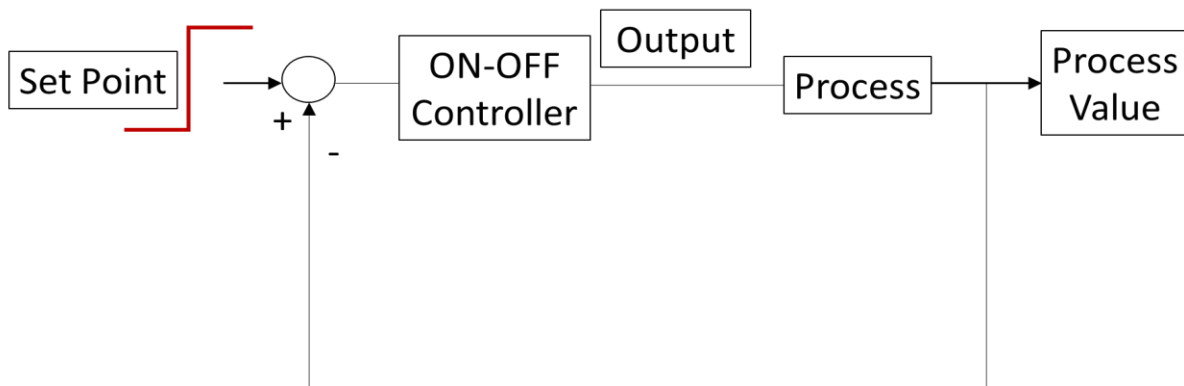 Set Point
+
-
ON-OFF
Controller
Output
Process
Process
Value